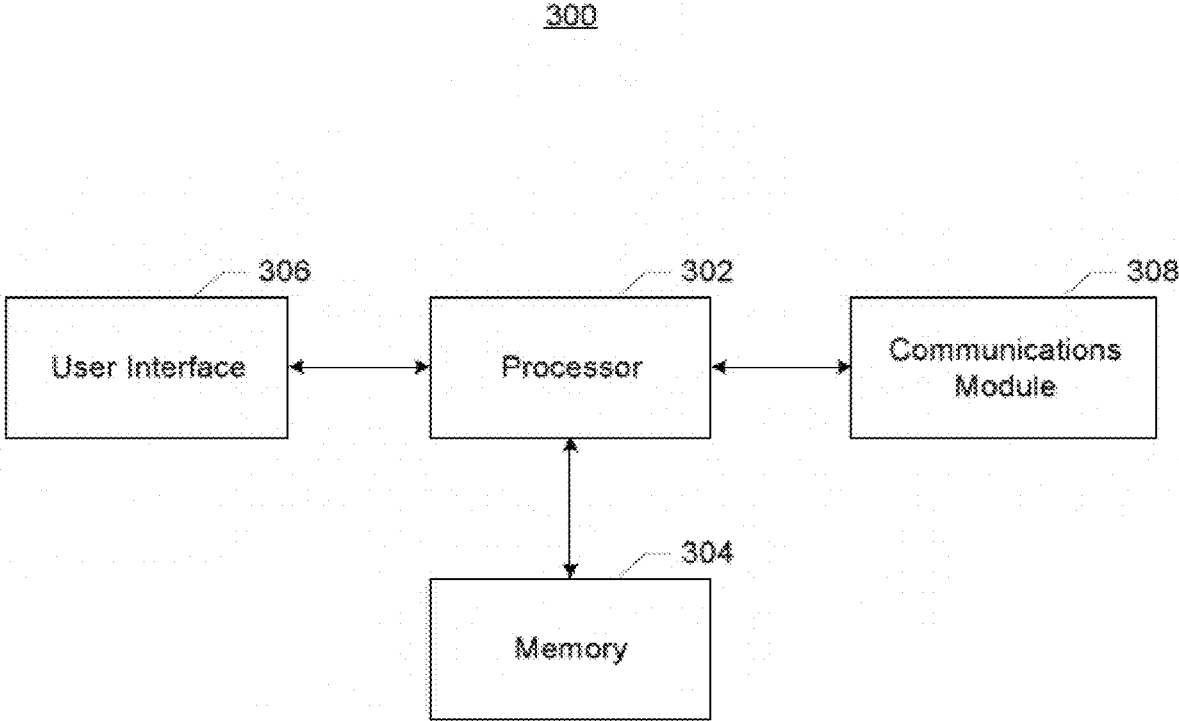 300
306
302
308
User Interface
Processor
Communications
Module
304
Memory